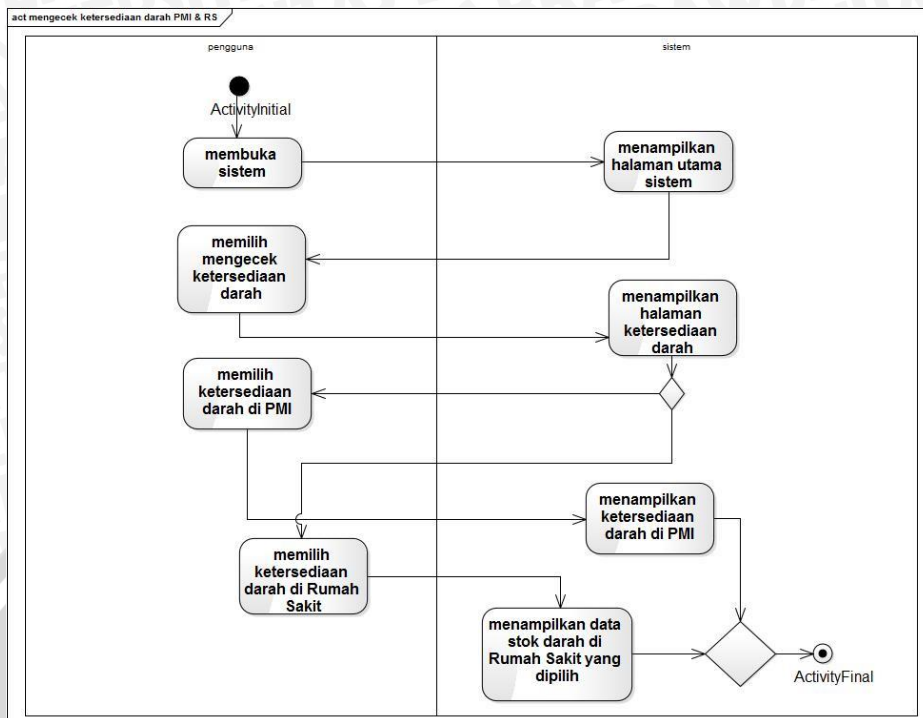 act mengecek ketersediaan darah PMI & RS
pengguna
sistem
ActivityInitial
membuka
sistem
menampilkan
halaman utama
sistem
memilih
mengecek
ketersediaan
darah
menampilkan
halaman
ketersediaan
darah
memilih
ketersediaan
darah di PMI
menampilkan
ketersediaan
darah di PMI
memilih
ketersediaan
darah di Rumah
Sakit
menampilkan data
stok darah di
Rumah Sakit yang
dipilih
ActivityFinal